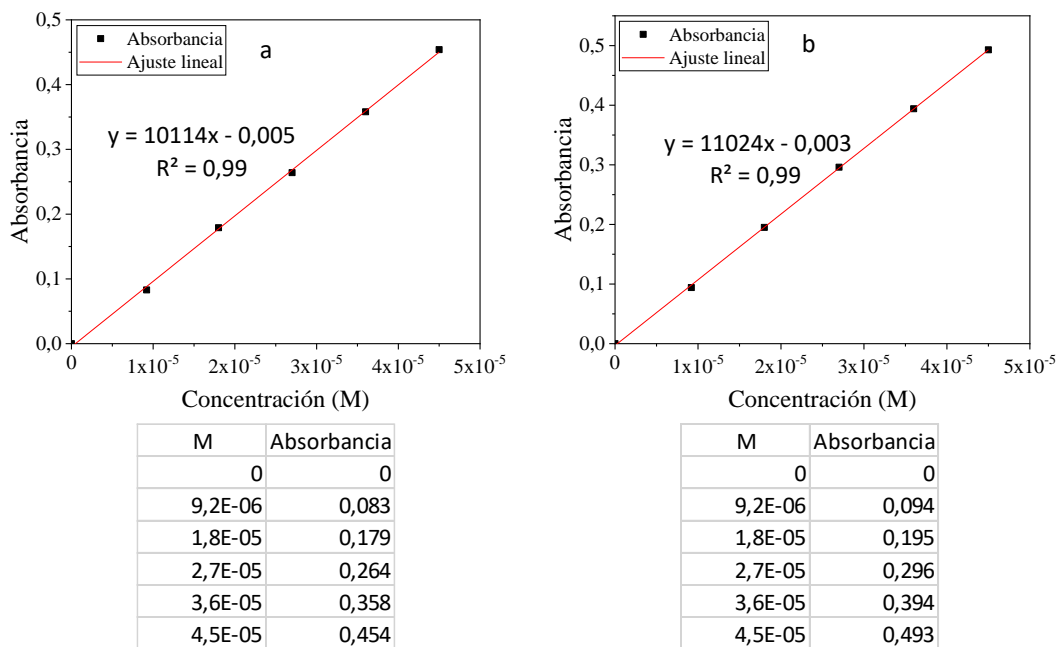 a
Absorbancia
Ajuste lineal
y = 10114x - 0,005
R² = 0,99
Absorbancia
0,5
0,4
0,3
0,2
0,1
0,0
0 1x10⁻⁵ 2x10⁻⁵ 3x10⁻⁵ 4x10⁻⁵ 5x10⁻⁵
Concentración (M)
M Absorbancia
0 0
9,2E-06 0,083
1,8E-05 0,179
2,7E-05 0,264
3,6E-05 0,358
4,5E-05 0,454
b
Absorbancia
Ajuste lineal
y = 11024x - 0,003
R² = 0,99
Absorbancia
0,5
0,4
0,3
0,2
0,1
0,0
0 1x10⁻⁵ 2x10⁻⁵ 3x10⁻⁵ 4x10⁻⁵ 5x10⁻⁵
Concentración (M)
M Absorbancia
0 0
9,2E-06 0,094
1,8E-05 0,195
2,7E-05 0,296
3,6E-05 0,394
4,5E-05 0,493